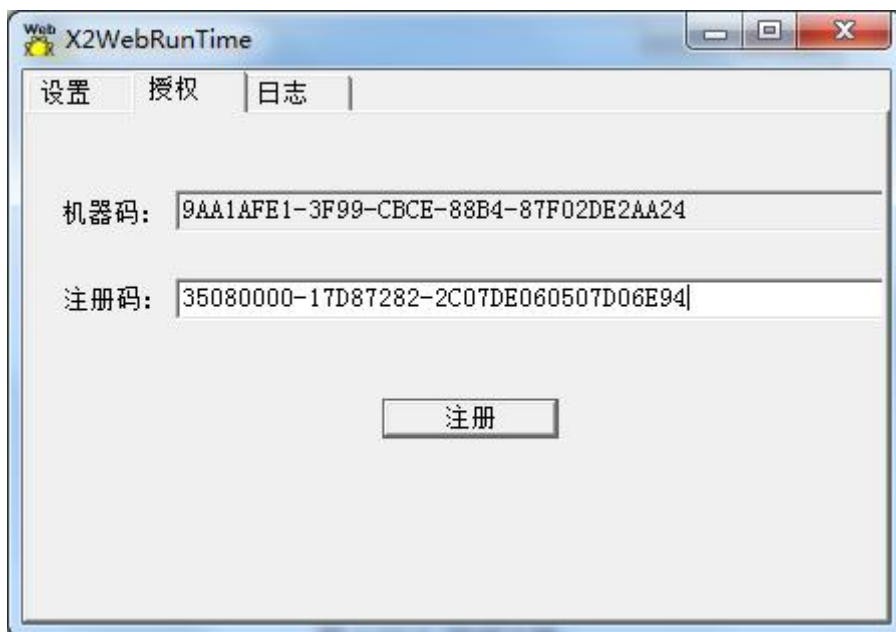 Web X2WebRunTime
设置 授权 日志
机器码： 9AA1AFE1-3F99-CBCE-88B4-87F02DE2AA24
注册码： 35080000-17D87282-2C07DE060507D06E94
注册